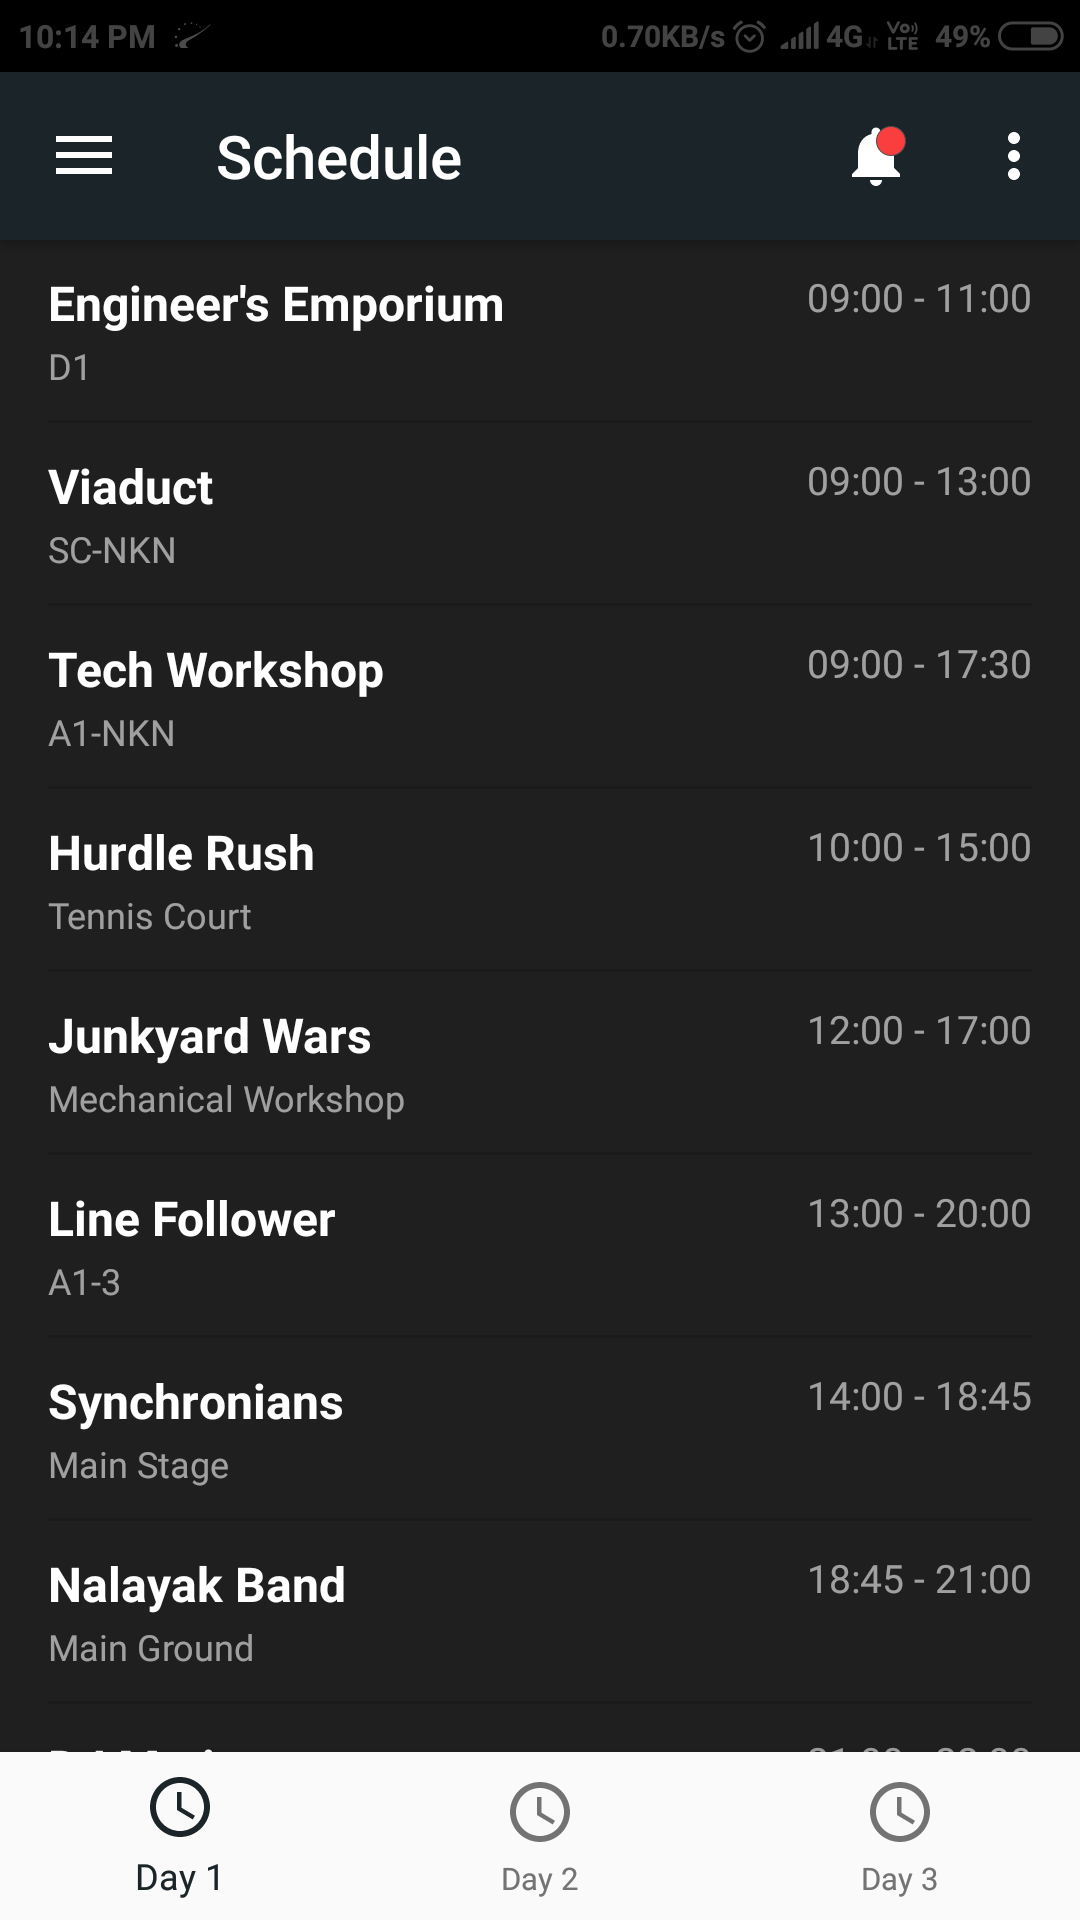 10:14 PM 0.70KB/s 4G VoLTE 49%
Schedule
Engineer's Emporium 09:00 - 11:00
D1
Viaduct 09:00 - 13:00
SC-NKN
Tech Workshop 09:00 - 17:30
A1-NKN
Hurdle Rush 10:00 - 15:00
Tennis Court
Junkyard Wars 12:00 - 17:00
Mechanical Workshop
Line Follower 13:00 - 20:00
A1-3
Synchronians 14:00 - 18:45
Main Stage
Nalayak Band 18:45 - 21:00
Main Ground
Day 1 Day 2 Day 3